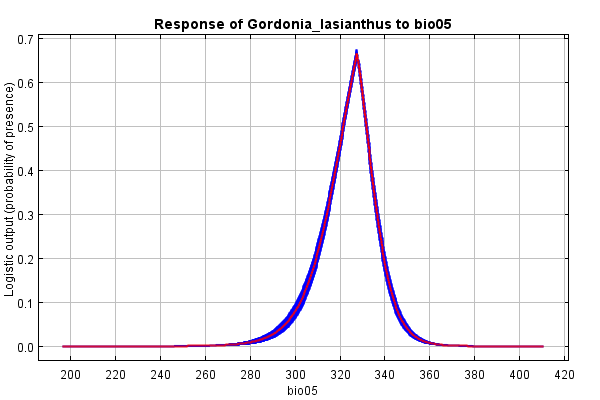 Response of Gordonia_lasianthus to bio05
Logistic output (probability of presence)
0.7
0.6
0.5
0.4
0.3
0.2
0.1
0.0
200 220 240 260 280 300 320 340 360 380 400 420
bio05